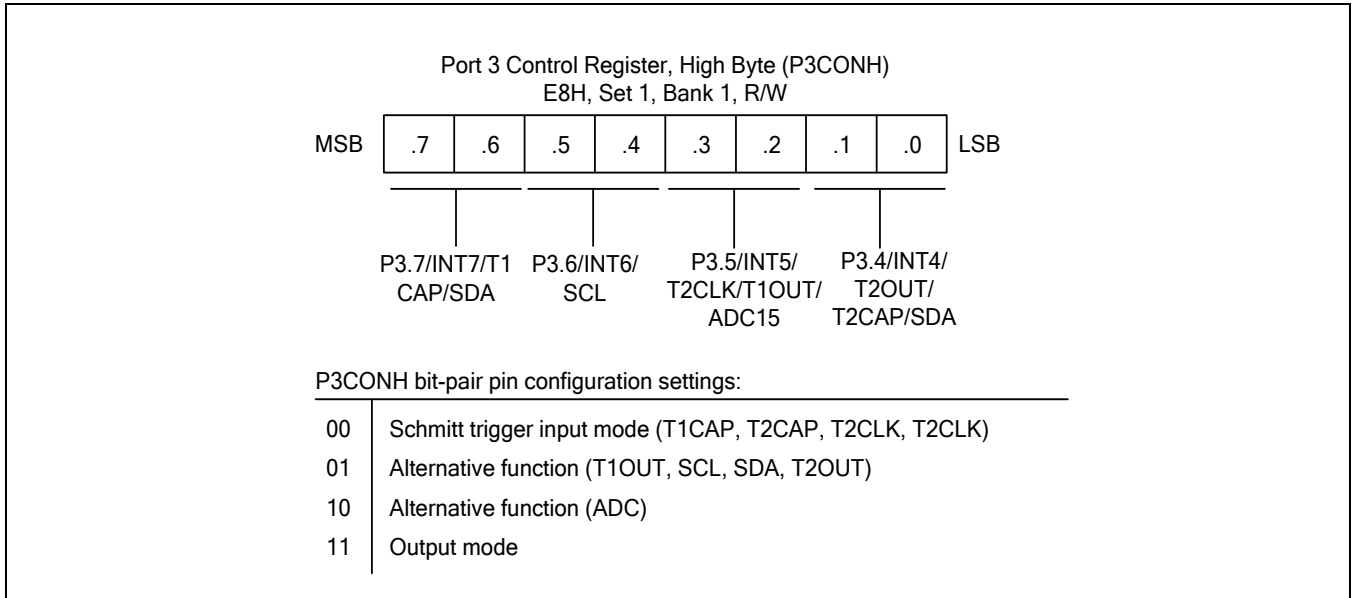 Port 3 Control Register, High Byte (P3CONH)
E8H, Set 1, Bank 1, R/W
MSB .7 .6 .5 .4 .3 .2 .1 .0 LSB
P3.7/INT7/T1 P3.6/INT6/ P3.5/INT5/ P3.4/INT4/
CAP/SDA SCL T2CLK/T1OUT/ T2OUT/
ADC15 T2CAP/SDA
P3CONH bit-pair pin configuration settings:
00 Schmitt trigger input mode (T1CAP, T2CAP, T2CLK, T2CLK)
01 Alternative function (T1OUT, SCL, SDA, T2OUT)
10 Alternative function (ADC)
11 Output mode